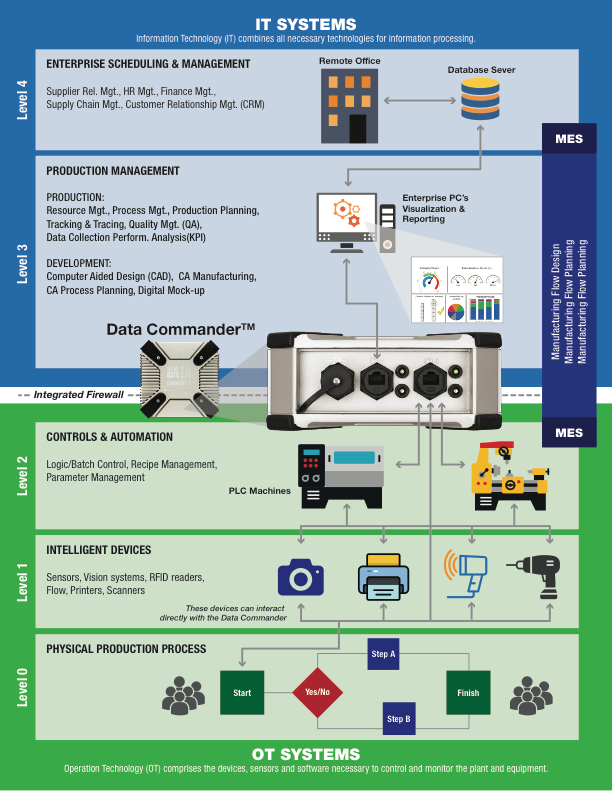 IT SYSTEMS
Information Technology (IT) combines all necessary technologies for information processing.
Level 4
ENTERPRISE SCHEDULING & MANAGEMENT
Supplier Rel. Mgt., HR Mgt., Finance Mgt.,
Supply Chain Mgt., Customer Relationship Mgt. (CRM)
Remote Office
Database Sever
MES
Level 3
PRODUCTION MANAGEMENT
PRODUCTION:
Resource Mgt., Process Mgt., Production Planning,
Tracking & Tracing, Quality Mgt. (QA),
Data Collection Perform. Analysis(KPI)
DEVELOPMENT:
Computer Aided Design (CAD), CA Manufacturing,
CA Process Planning, Digital Mock-up
Enterprise PC's
Visualization &
Reporting
Manufacturing Flow Design
Manufacturing Flow Planning
Manufacturing Flow Planning
Data Commander™
DATA
Integrated Firewall
MES
Level 2
CONTROLS & AUTOMATION
Logic/Batch Control, Recipe Management,
Parameter Management
PLC Machines
Level 1
INTELLIGENT DEVICES
Sensors, Vision systems, RFID readers,
Flow, Printers, Scanners
These devices can interact
directly with the Data Commander
Level 0
PHYSICAL PRODUCTION PROCESS
Start
Yes/No
Step A
Step B
Finish
OT SYSTEMS
Operation Technology (OT) comprises the devices, sensors and software necessary to control and monitor the plant and equipment.